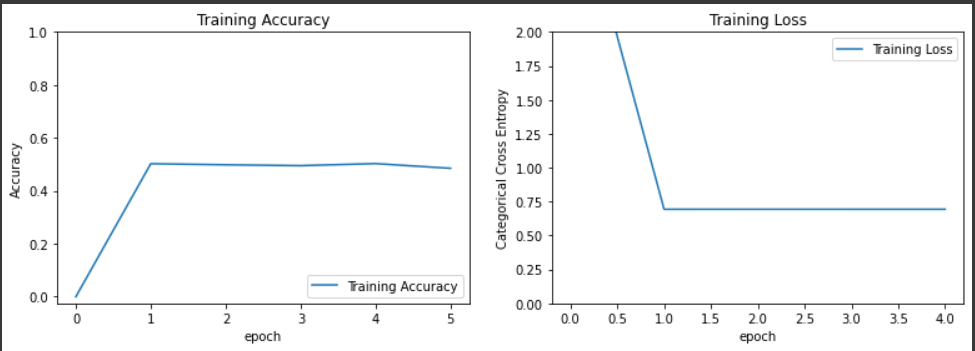 Training Accuracy
1.0
0.8
0.6
0.4
0.2
0.0
Accuracy
Training Accuracy
0 1 2 3 4 5
epoch
Training Loss
2.00
1.75
1.50
1.25
1.00
0.75
0.50
0.25
0.00
Categorical Cross Entropy
Training Loss
0.0 0.5 1.0 1.5 2.0 2.5 3.0 3.5 4.0
epoch